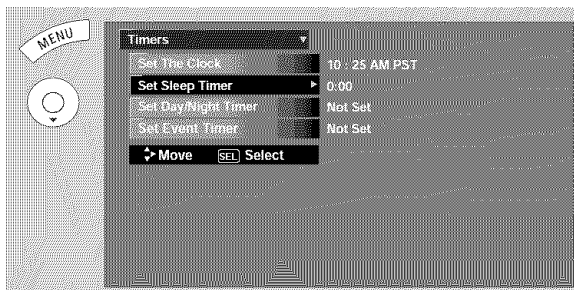 MENU
Timers
Set The Clock 10 : 25 AM PST
Set Sleep Timer 0:00
Set Day/Night Timer Not Set
Set Event Timer Not Set
Move SEL Select